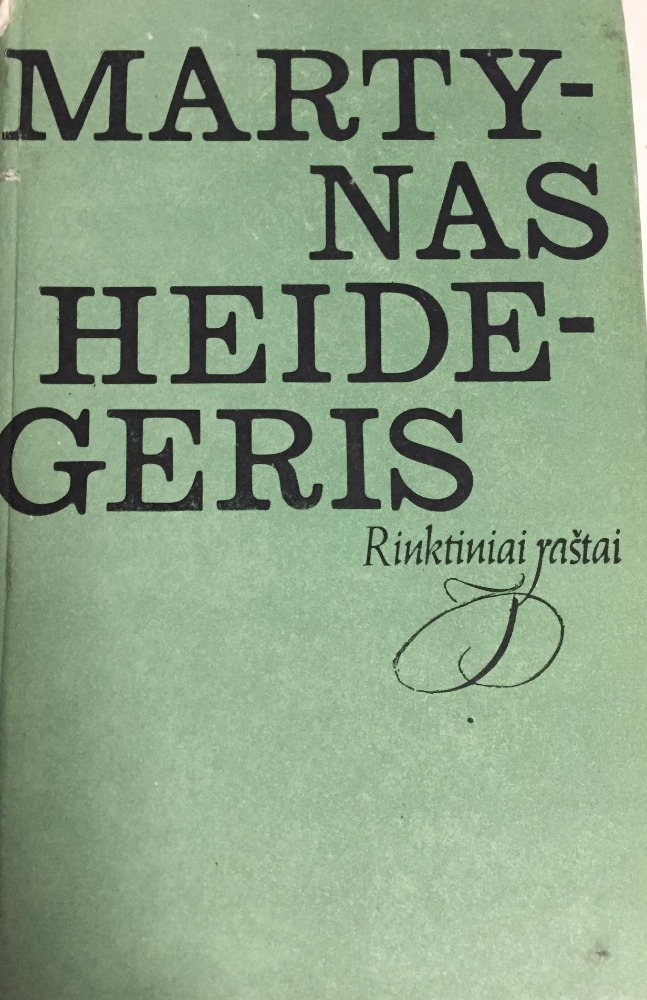 MARTY-
NAS
HEIDE-
GERIS
Rinktiniai raštai